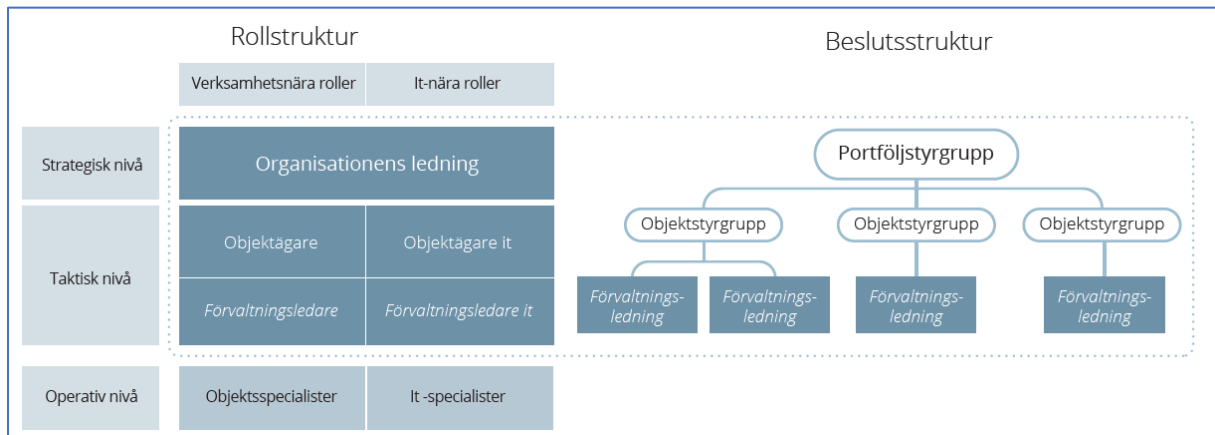 Rollstruktur
Beslutsstruktur
Verksamhetsnära roller
It-nära roller
Strategisk nivå
Organisationens ledning
Portföljstyrgrupp
Taktisk nivå
Objektägare
Objektägare it
Objektstyrgrupp
Objektstyrgrupp
Objektstyrgrupp
Förvaltningsledare
Förvaltningsledare it
Förvaltnings-
ledning
Förvaltnings-
ledning
Förvaltnings-
ledning
Förvaltnings-
ledning
Operativ nivå
Objektsspecialister
It -specialister